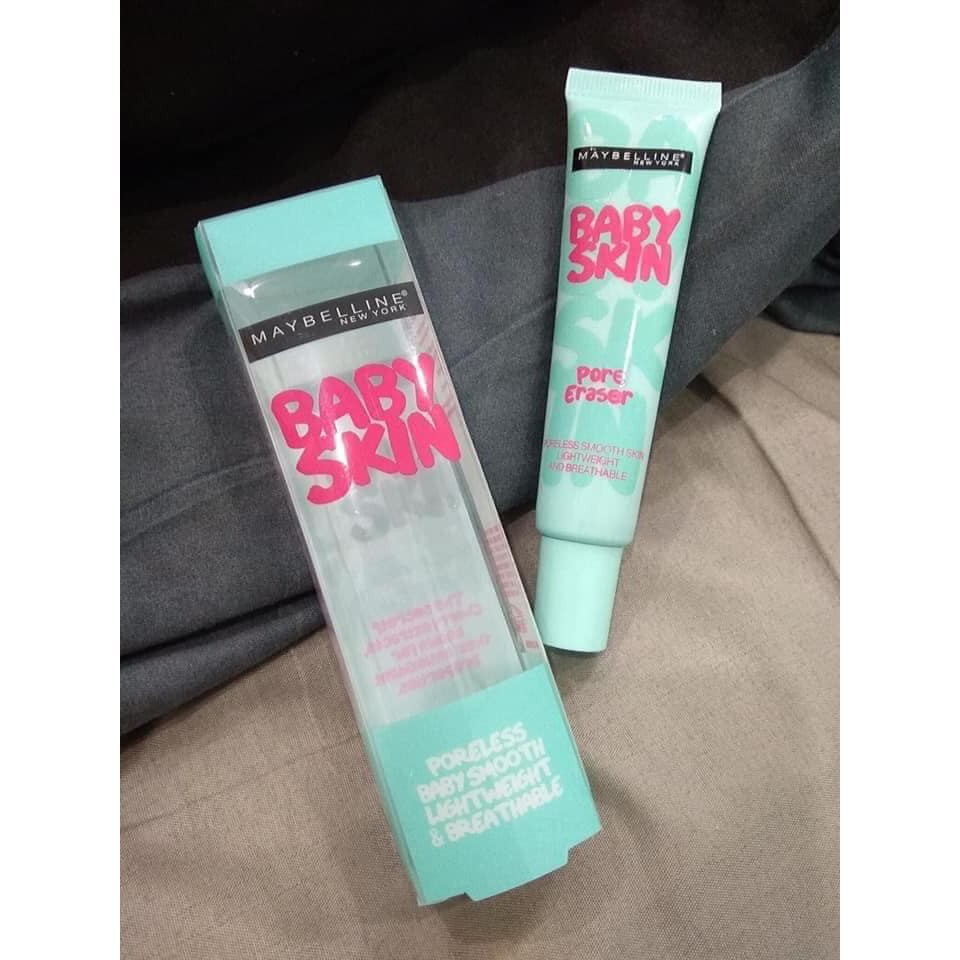 MAYBELLINE®
NEW YORK
BABY
SKIN
PORELESS
BABY SMOOTH
LIGHTWEIGHT
& BREATHABLE
MAYBELLINE®
NEW YORK
BABY
SKIN
Pore
Eraser
PORELESS SMOOTH SKIN
LIGHTWEIGHT
AND BREATHABLE